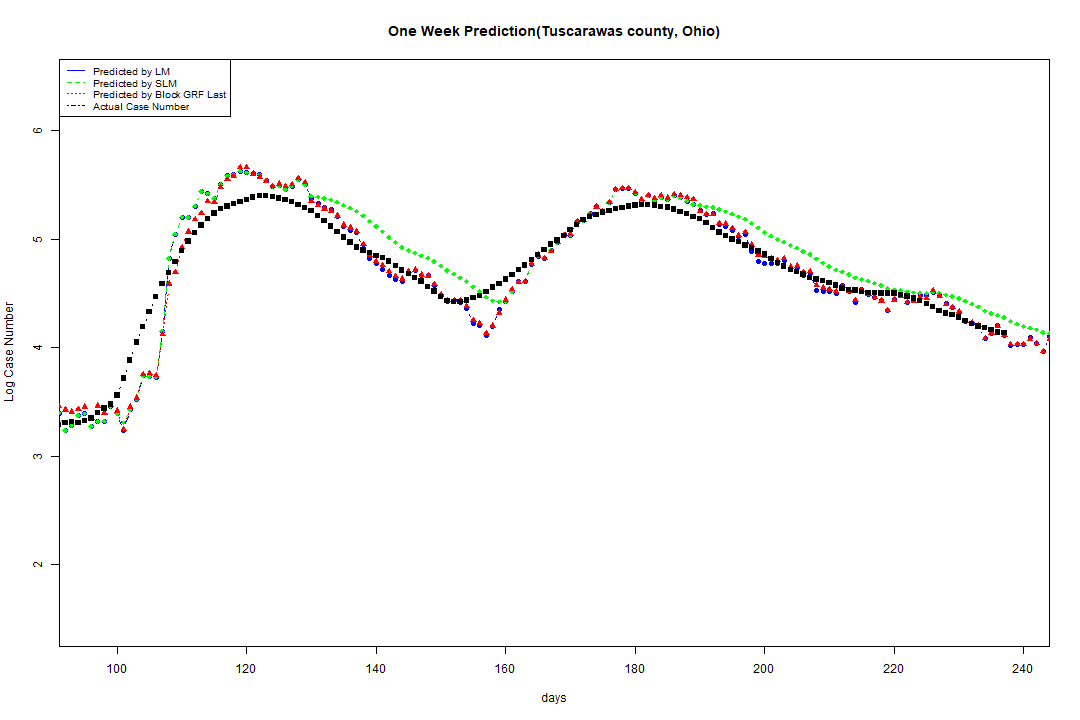 One Week Prediction(Tuscarawas county, Ohio)
Predicted by LM
Predicted by SLM
Predicted by Block GRF Last
Actual Case Number
6
5
4
3
2
Log Case Number
100 120 140 160 180 200 220 240
days